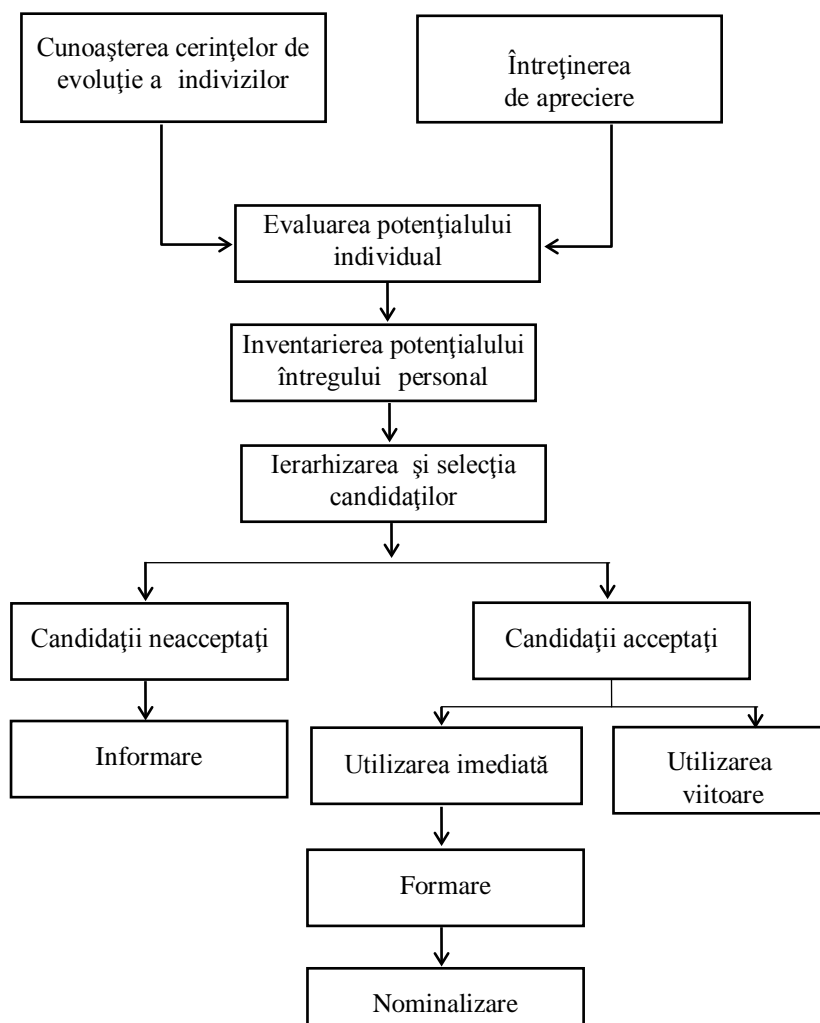 Cunoaşterea cerinţelor de
evoluţie a indivizilor
Întreţinerea
de apreciere
Evaluarea potenţialului
individual
Inventarierea potenţialului
întregului personal
Ierarhizarea şi selecţia
candidaţilor
Candidaţii neacceptaţi
Candidaţii acceptaţi
Informare
Utilizarea imediată
Utilizarea
viitoare
Formare
Nominalizare